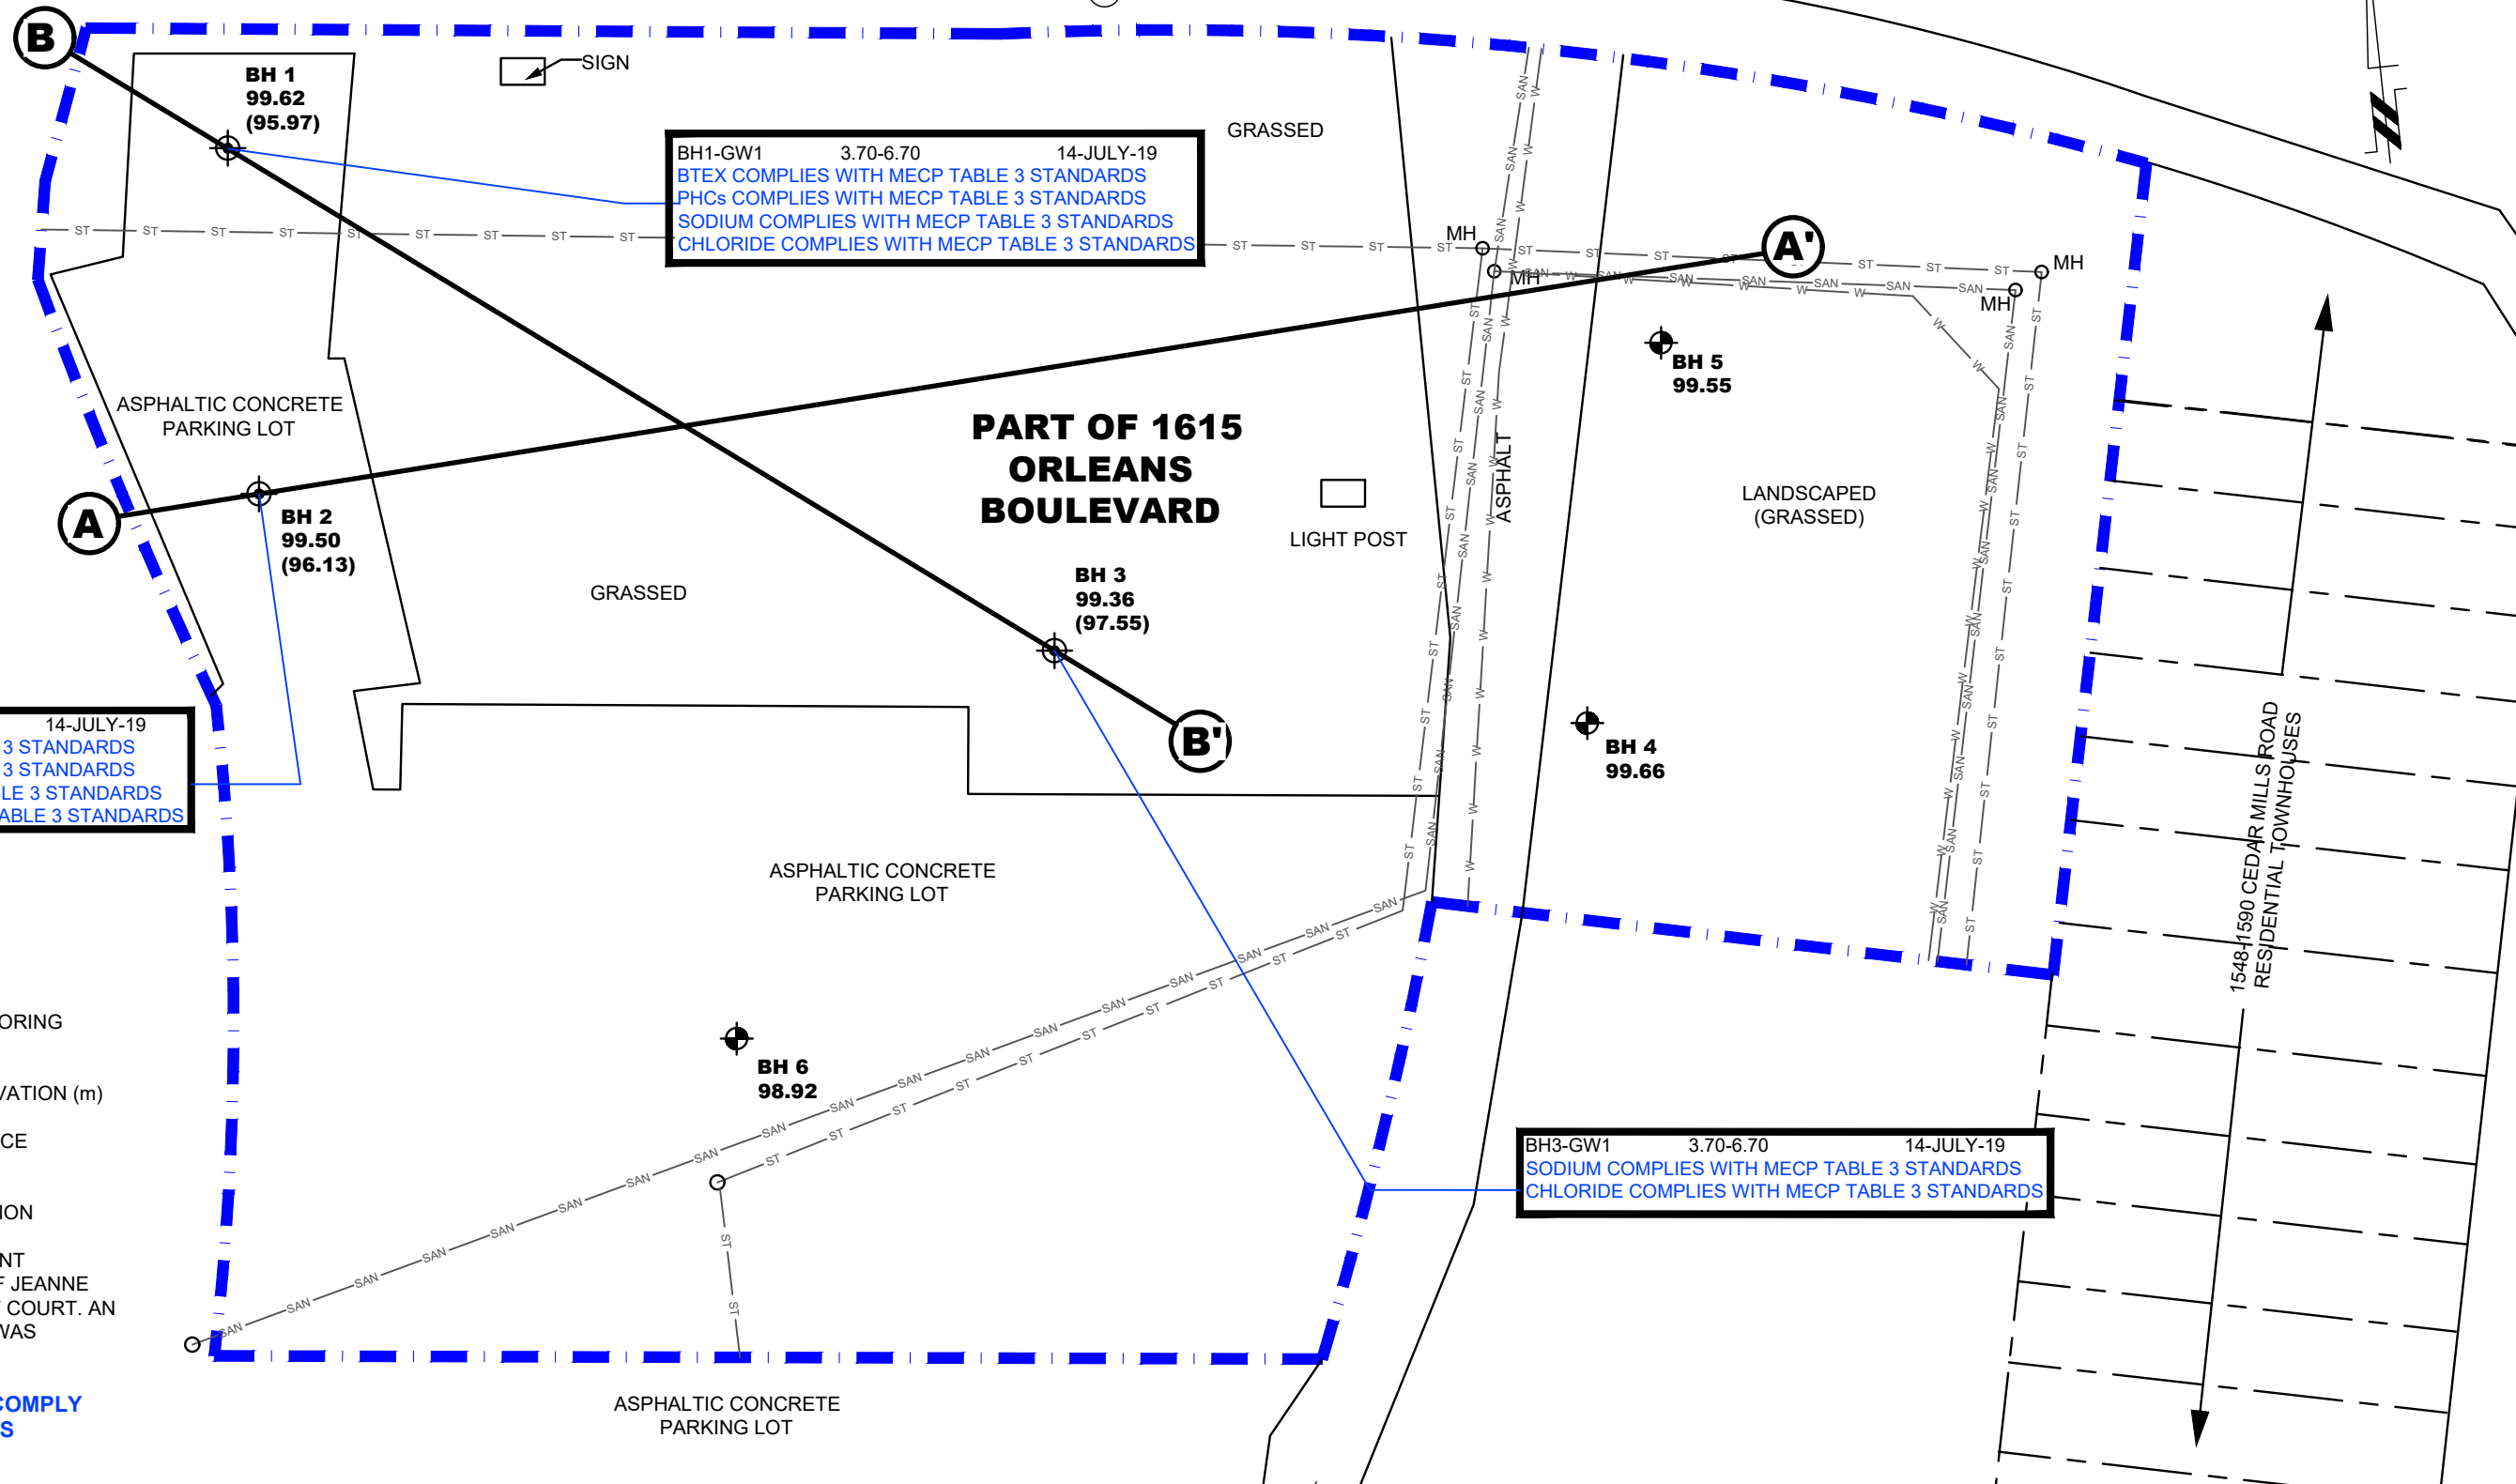 B
BH 1
99.62
(95.97)
SIGN
GRASSED
BH1-GW1 3.70-6.70 14-JULY-19
BTEX COMPLIES WITH MECP TABLE 3 STANDARDS
PHCs COMPLIES WITH MECP TABLE 3 STANDARDS
SODIUM COMPLIES WITH MECP TABLE 3 STANDARDS
CHLORIDE COMPLIES WITH MECP TABLE 3 STANDARDS
MH
A'
MH
MH
MH
BH 5
99.55
ASPHALTIC CONCRETE
PARKING LOT
PART OF 1615
ORLEANS
BOULEVARD
ASPHALT
LANDSCAPED
(GRASSED)
A
BH 2
99.50
(96.13)
LIGHT POST
GRASSED
BH 3
99.36
(97.55)
B'
BH 4
99.66
14-JULY-19
3 STANDARDS
3 STANDARDS
LE 3 STANDARDS
ABLE 3 STANDARDS
1548-1590 CEDAR MILLS ROAD
RESIDENTIAL TOWNHOUSES
ASPHALTIC CONCRETE
PARKING LOT
ORING
BH 6
98.92
VATION (m)
CE
BH3-GW1 3.70-6.70 14-JULY-19
SODIUM COMPLIES WITH MECP TABLE 3 STANDARDS
CHLORIDE COMPLIES WITH MECP TABLE 3 STANDARDS
ION
NT
F JEANNE
COURT. AN
WAS
COMPLY
S
ASPHALTIC CONCRETE
PARKING LOT
ST
SAN
W